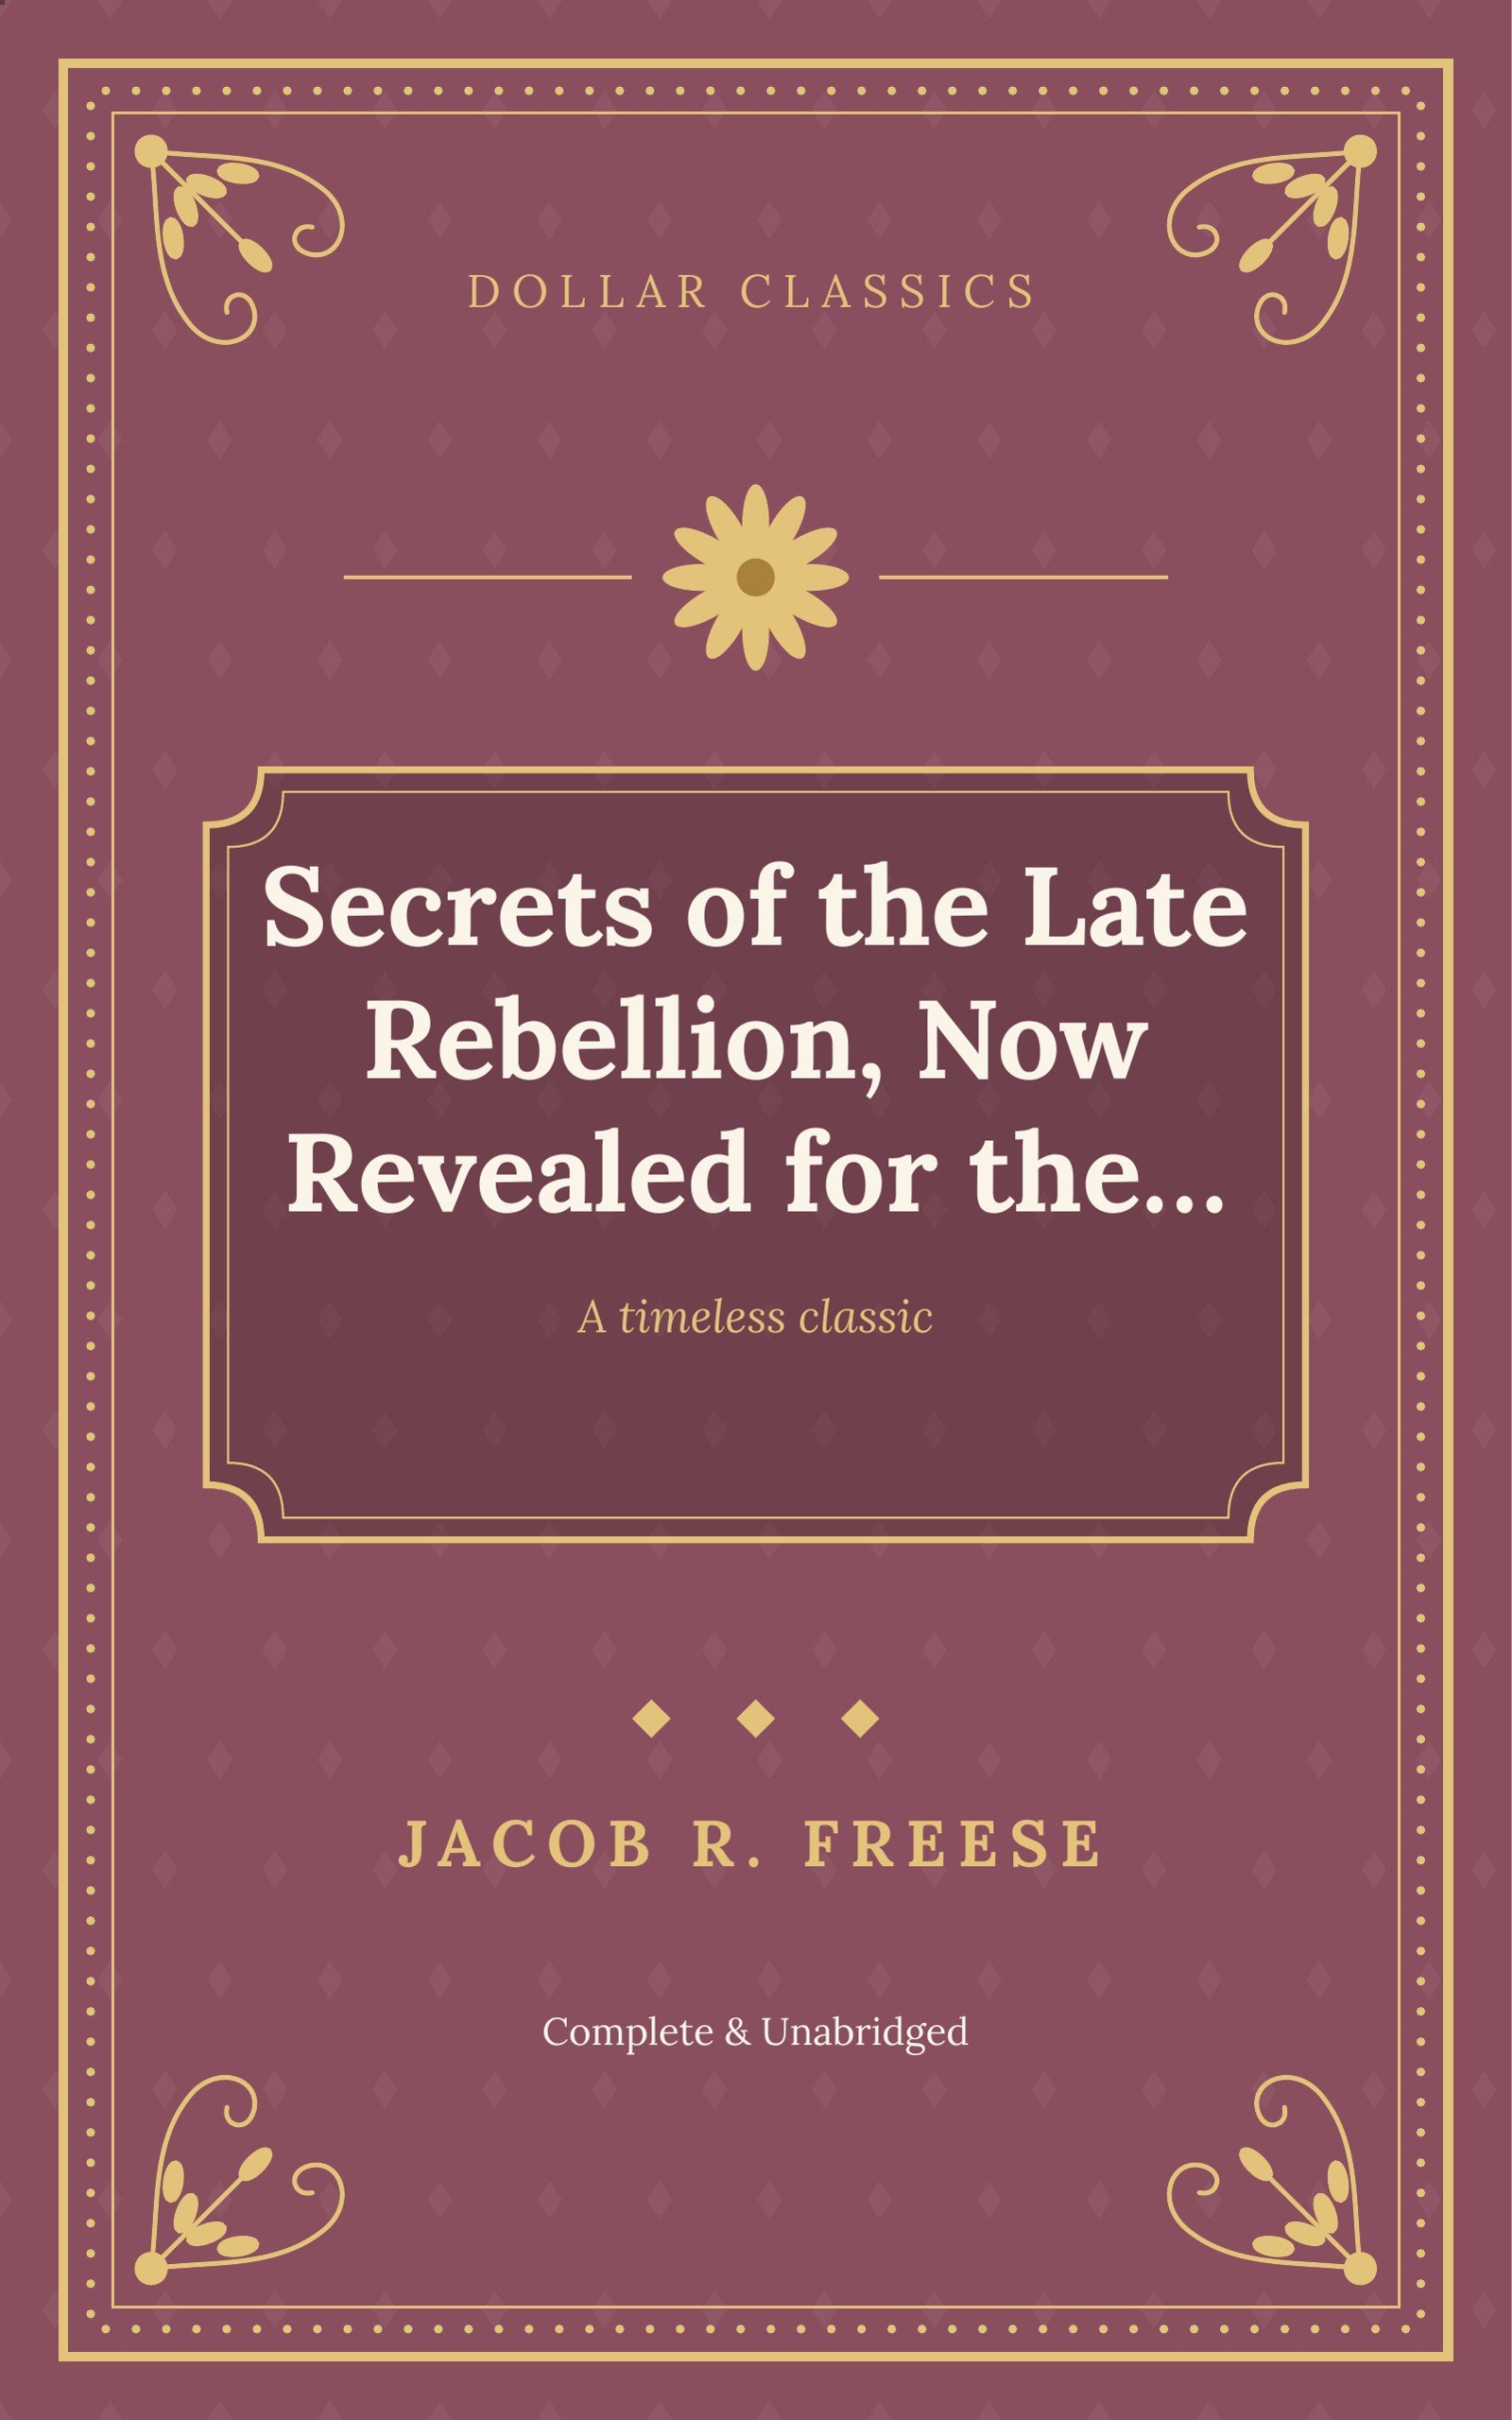 DOLLAR CLASSICS
Secrets of the Late
Rebellion, Now
Revealed for the...
A timeless classic
JACOB R. FREESE
Complete & Unabridged